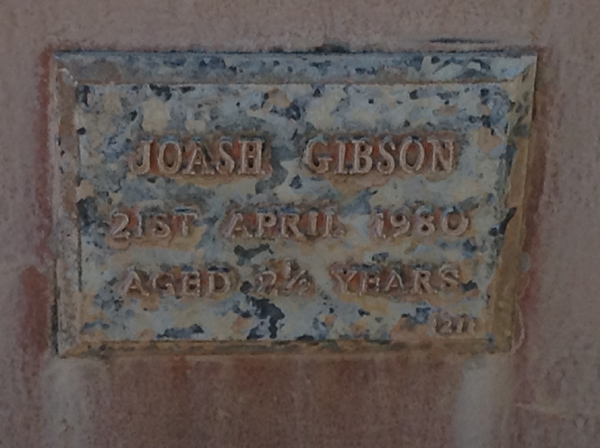 JOASH GIBSON
21ST APRIL 1980
AGED 2½ YEARS